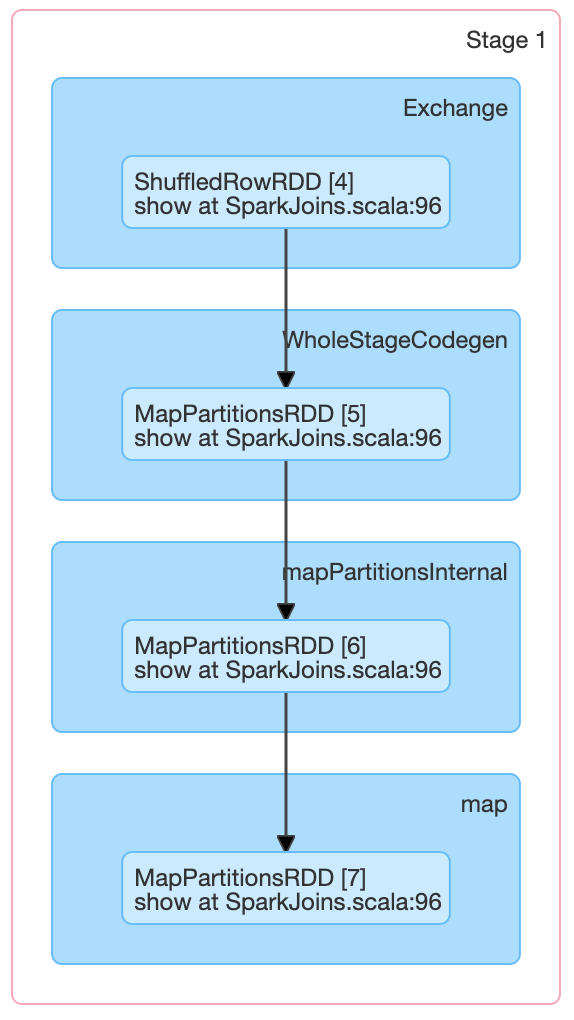 Stage 1
Exchange
ShuffledRowRDD [4]
show at SparkJoins.scala:96
WholeStageCodegen
MapPartitionsRDD [5]
show at SparkJoins.scala:96
mapPartitionsInternal
MapPartitionsRDD [6]
show at SparkJoins.scala:96
map
MapPartitionsRDD [7]
show at SparkJoins.scala:96